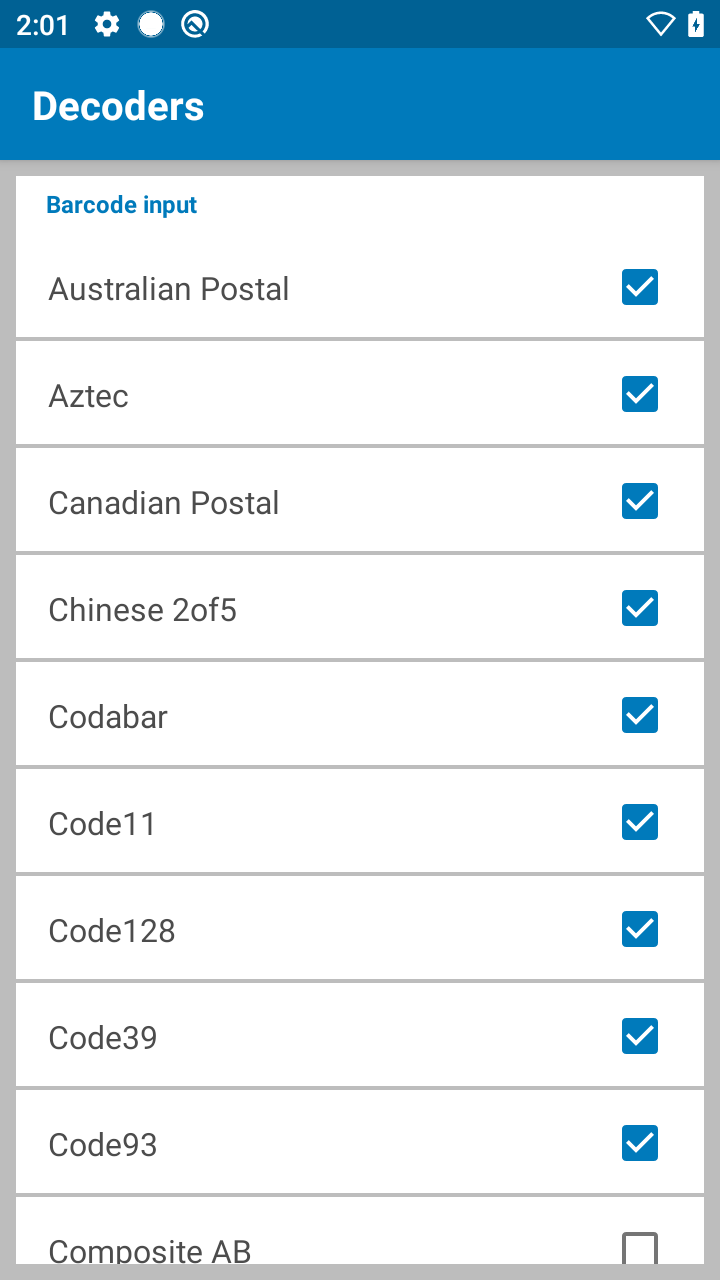 2:01
Decoders
Barcode input
Australian Postal
Aztec
Canadian Postal
Chinese 2of5
Codabar
Code11
Code128
Code39
Code93
Composite AB